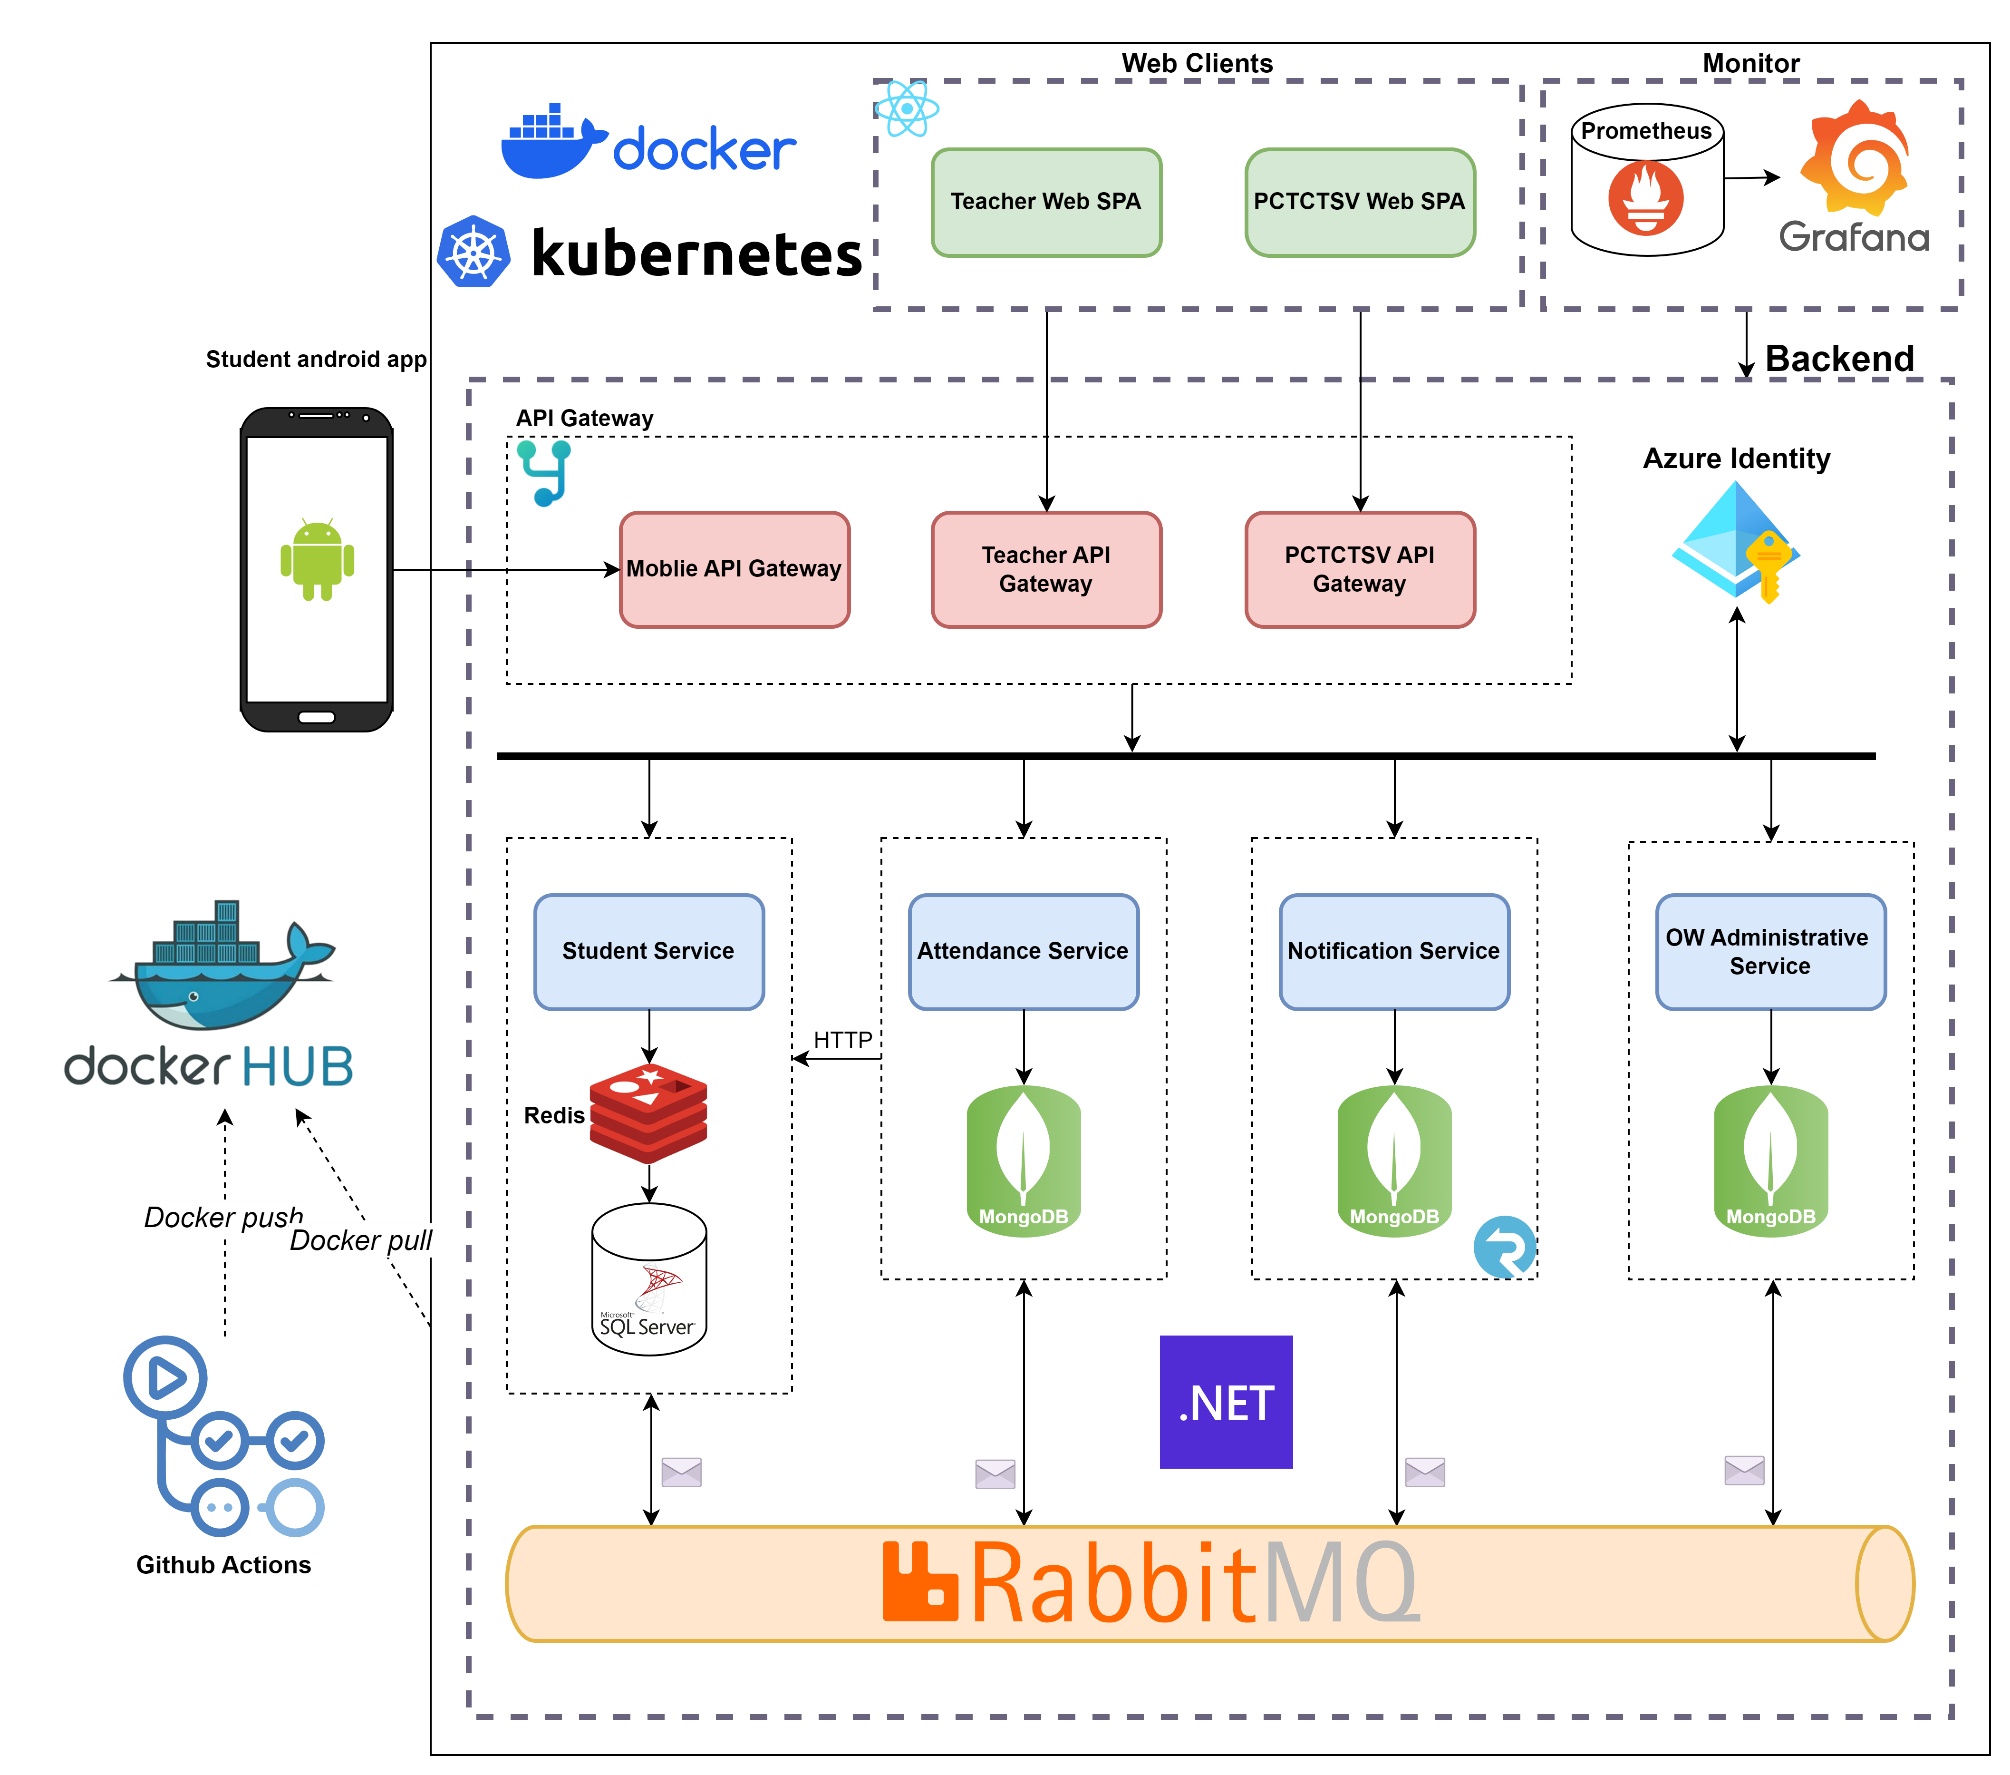 Web Clients
Monitor
docker
Prometheus
Teacher Web SPA
PCTCTSV Web SPA
Grafana
kubernetes
Student android app
Backend
API Gateway
Azure Identity
Moblie API Gateway
Teacher API
Gateway
PCTCTSV API
Gateway
Student Service
Attendance Service
Notification Service
OW Administrative
Service
HTTP
docker HUB
Redis
MongoDB
MongoDB
MongoDB
Docker push
Docker pull
Microsoft
SQL Server
.NET
Github Actions
RabbitMQ